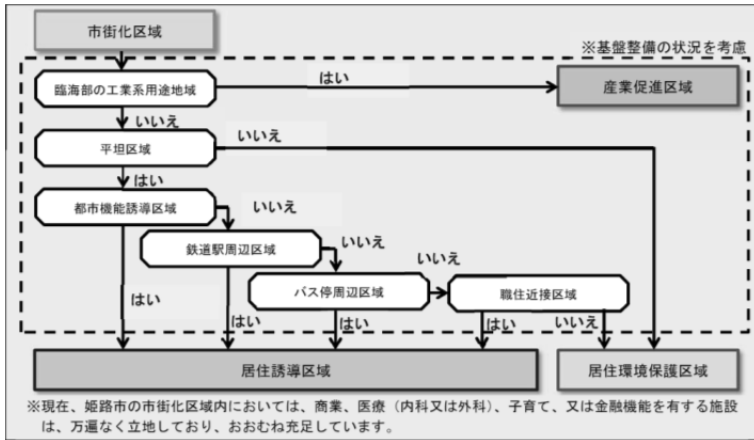 市街化区域
※基盤整備の状況を考慮
臨海部の工業系用途地域
はい
産業促進区域
いいえ
平坦区域
いいえ
はい
都市機能誘導区域
いいえ
鉄道駅周辺区域
いいえ
バス停周辺区域
いいえ
職住近接区域
はい
はい
はい
はい
いいえ
居住誘導区域
居住環境保護区域
※現在、姫路市の市街化区域内においては、商業、医療（内科又は外科）、子育て、又は金融機能を有する施設
は、万遍なく立地しており、おおむね充足しています。